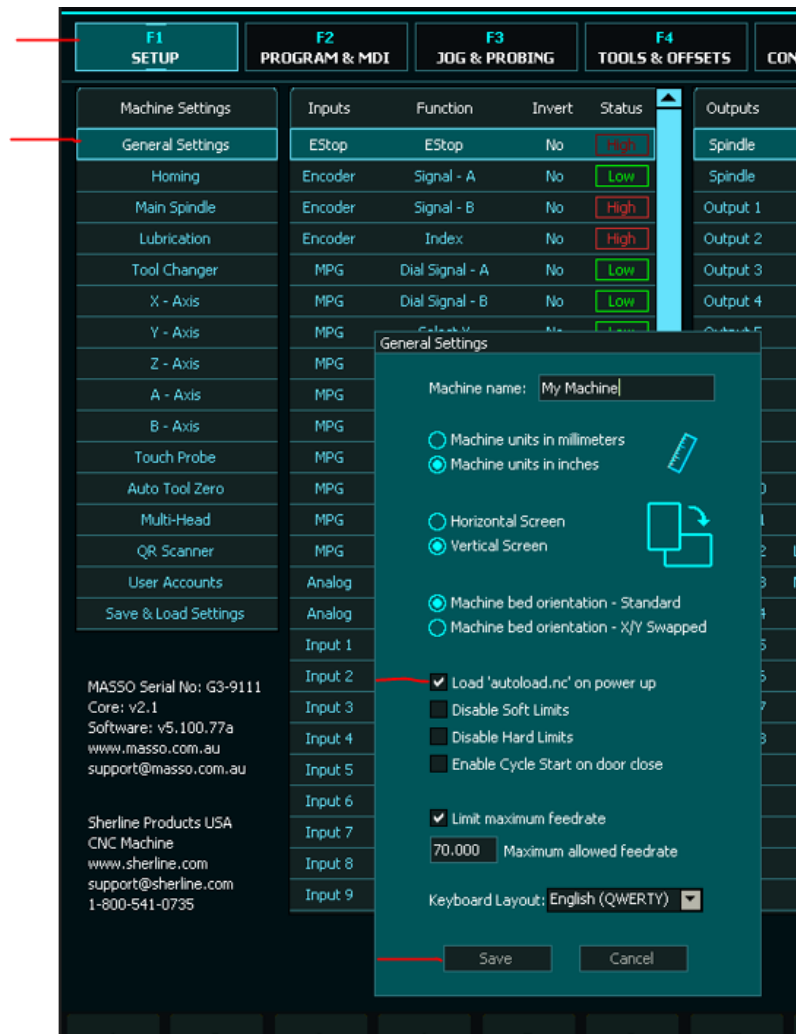 F1
SETUP
F2
PROGRAM & MDI
F3
JOG & PROBING
F4
TOOLS & OFFSETS
CON
Machine Settings
General Settings
Homing
Main Spindle
Lubrication
Tool Changer
X - Axis
Y - Axis
Z - Axis
A - Axis
B - Axis
Touch Probe
Auto Tool Zero
Multi-Head
QR Scanner
User Accounts
Save & Load Settings
MASSO Serial No: G3-9111
Core: v2.1
Software: v5.100.77a
www.masso.com.au
support@masso.com.au
Sherline Products USA
CNC Machine
www.sherline.com
support@sherline.com
1-800-541-0735
Inputs Function Invert Status
EStop EStop No High
Encoder Signal - A No Low
Encoder Signal - B No High
Encoder Index No High
MPG Dial Signal - A No Low
MPG Dial Signal - B No Low
MPG
MPG
MPG
MPG
MPG
MPG
MPG
MPG
Analog
Analog
Input 1
Input 2
Input 3
Input 4
Input 5
Input 6
Input 7
Input 8
Input 9
Outputs
Spindle
Spindle
Output 1
Output 2
Output 3
Output 4
General Settings
Machine name: My Machine
Machine units in millimeters
Machine units in inches
Horizontal Screen
Vertical Screen
Machine bed orientation - Standard
Machine bed orientation - X/Y Swapped
Load 'autoload.nc' on power up
Disable Soft Limits
Disable Hard Limits
Enable Cycle Start on door close
Limit maximum feedrate
70.000 Maximum allowed feedrate
Keyboard Layout: English (QWERTY)
Save Cancel